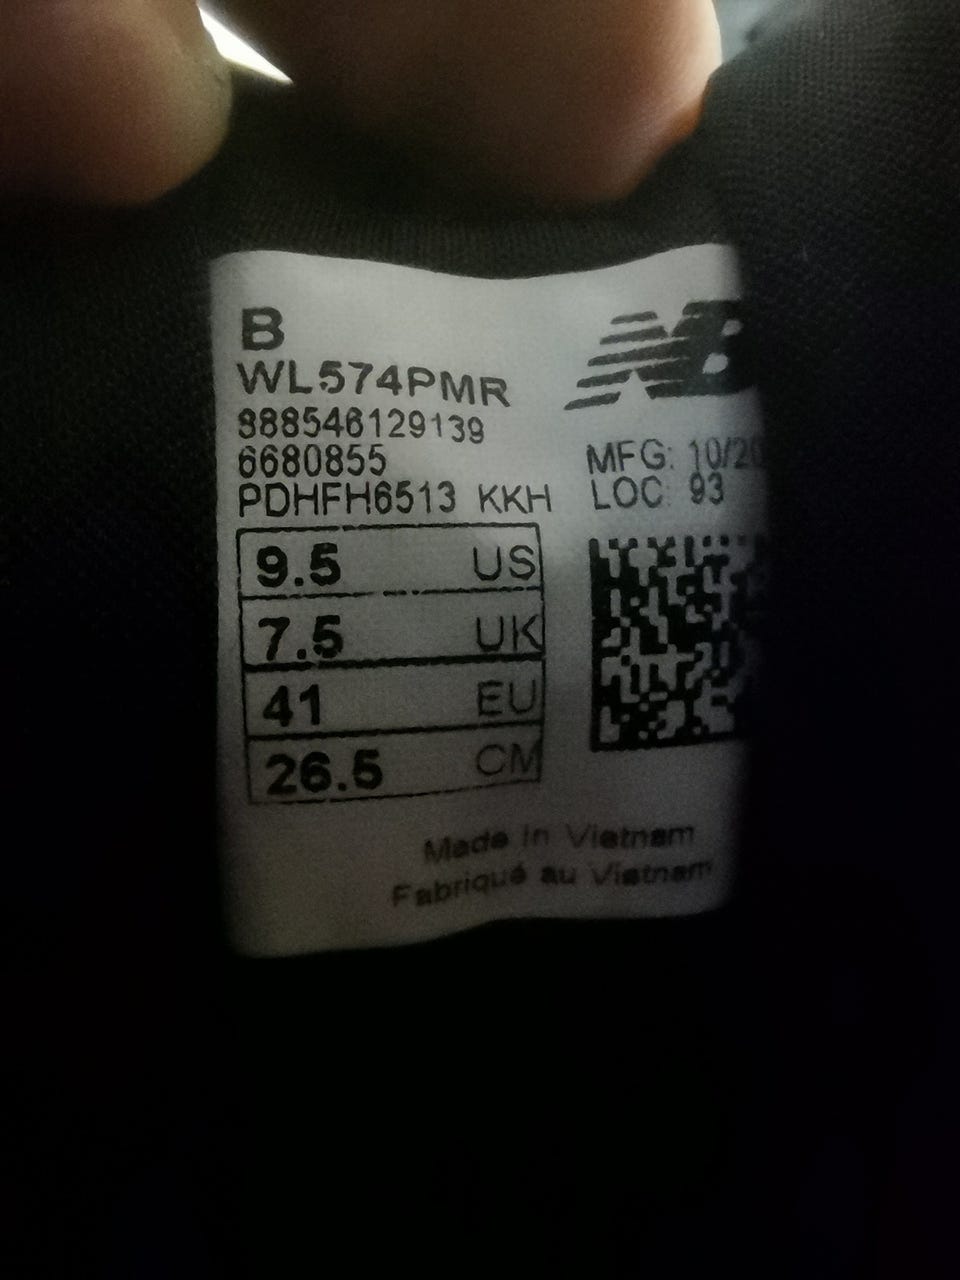 B
WL574PMR
888546129139
6680855
PDHFH6513 KKH
NB
MFG: 10/20
LOC: 93
9.5 US
7.5 UK
41 EU
26.5 CM
Made in Vietnam
Fabriqué au Vietnam